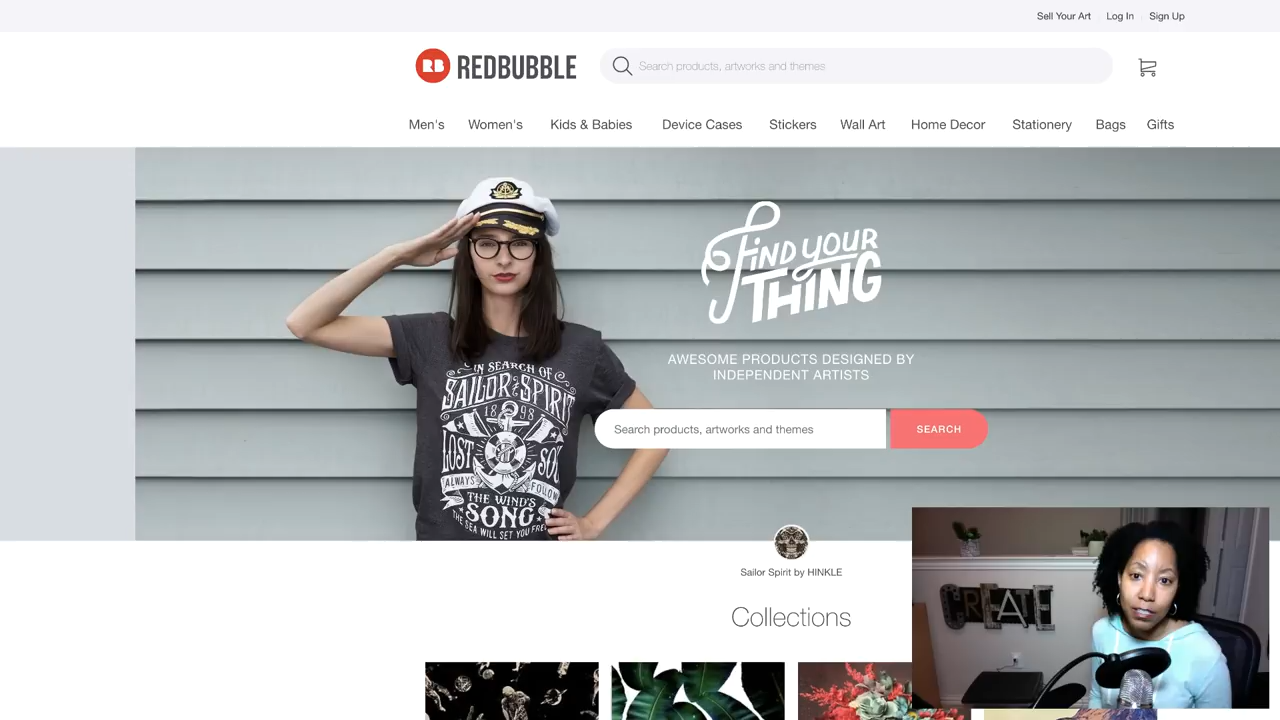 Sell Your Art Log In Sign Up
RB REDBUBBLE Search products, artworks and themes
Men's Women's Kids & Babies Device Cases Stickers Wall Art Home Decor Stationery Bags Gifts
FIND YOUR
THING
AWESOME PRODUCTS DESIGNED BY
INDEPENDENT ARTISTS
Search products, artworks and themes SEARCH
IN SEARCH OF
SAILOR SPIRIT
1898
LOST SOUL
ALWAYS FOLLOW
THE WIND'S
SONG
THE SEA WILL SET YOU FREE
Sailor Spirit by HINKLE
Collections
CREATE